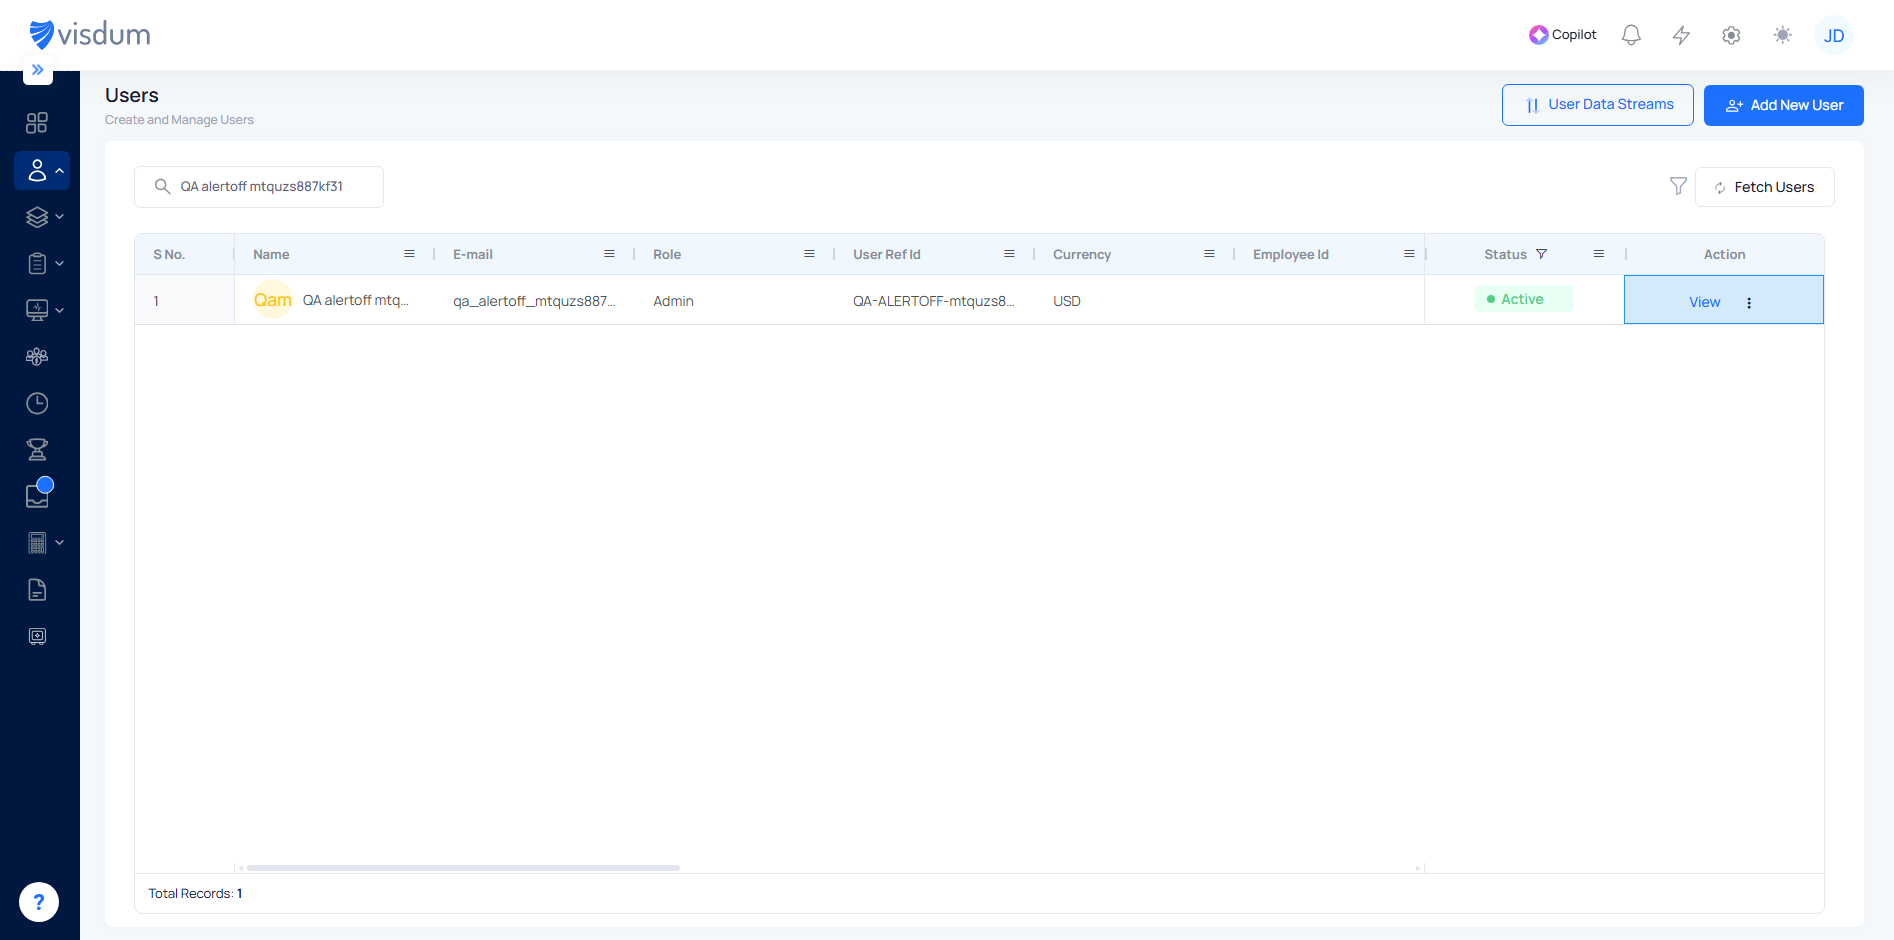 visdum
Copilot
JD
Users
Create and Manage Users
User Data Streams
Add New User
QA alertoff mtquzs887kf31
Fetch Users
S No. Name E-mail Role User Ref Id Currency Employee Id Status Action
1 Qam QA alertoff mtq... qa_alertoff_mtquzs887... Admin QA-ALERTOFF-mtquzs8... USD Active View
Total Records: 1
?